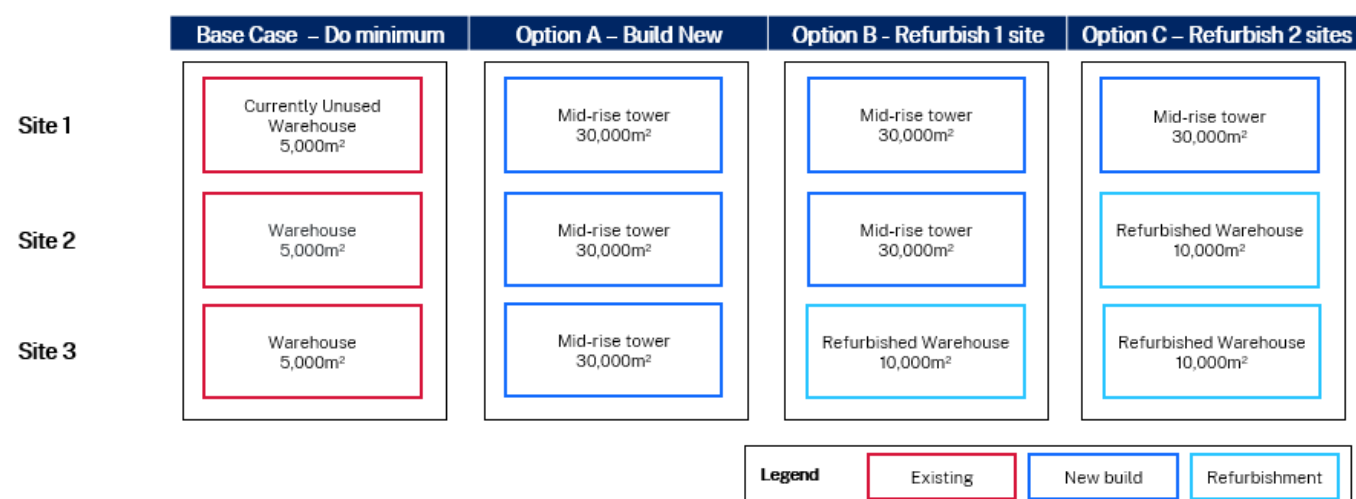 Base Case – Do minimum
Option A – Build New
Option B - Refurbish 1 site
Option C – Refurbish 2 sites
Site 1
Currently Unused
Warehouse
5,000m²
Mid-rise tower
30,000m²
Mid-rise tower
30,000m²
Mid-rise tower
30,000m²
Site 2
Warehouse
5,000m²
Mid-rise tower
30,000m²
Mid-rise tower
30,000m²
Refurbished Warehouse
10,000m²
Site 3
Warehouse
5,000m²
Mid-rise tower
30,000m²
Refurbished Warehouse
10,000m²
Refurbished Warehouse
10,000m²
Legend
Existing
New build
Refurbishment